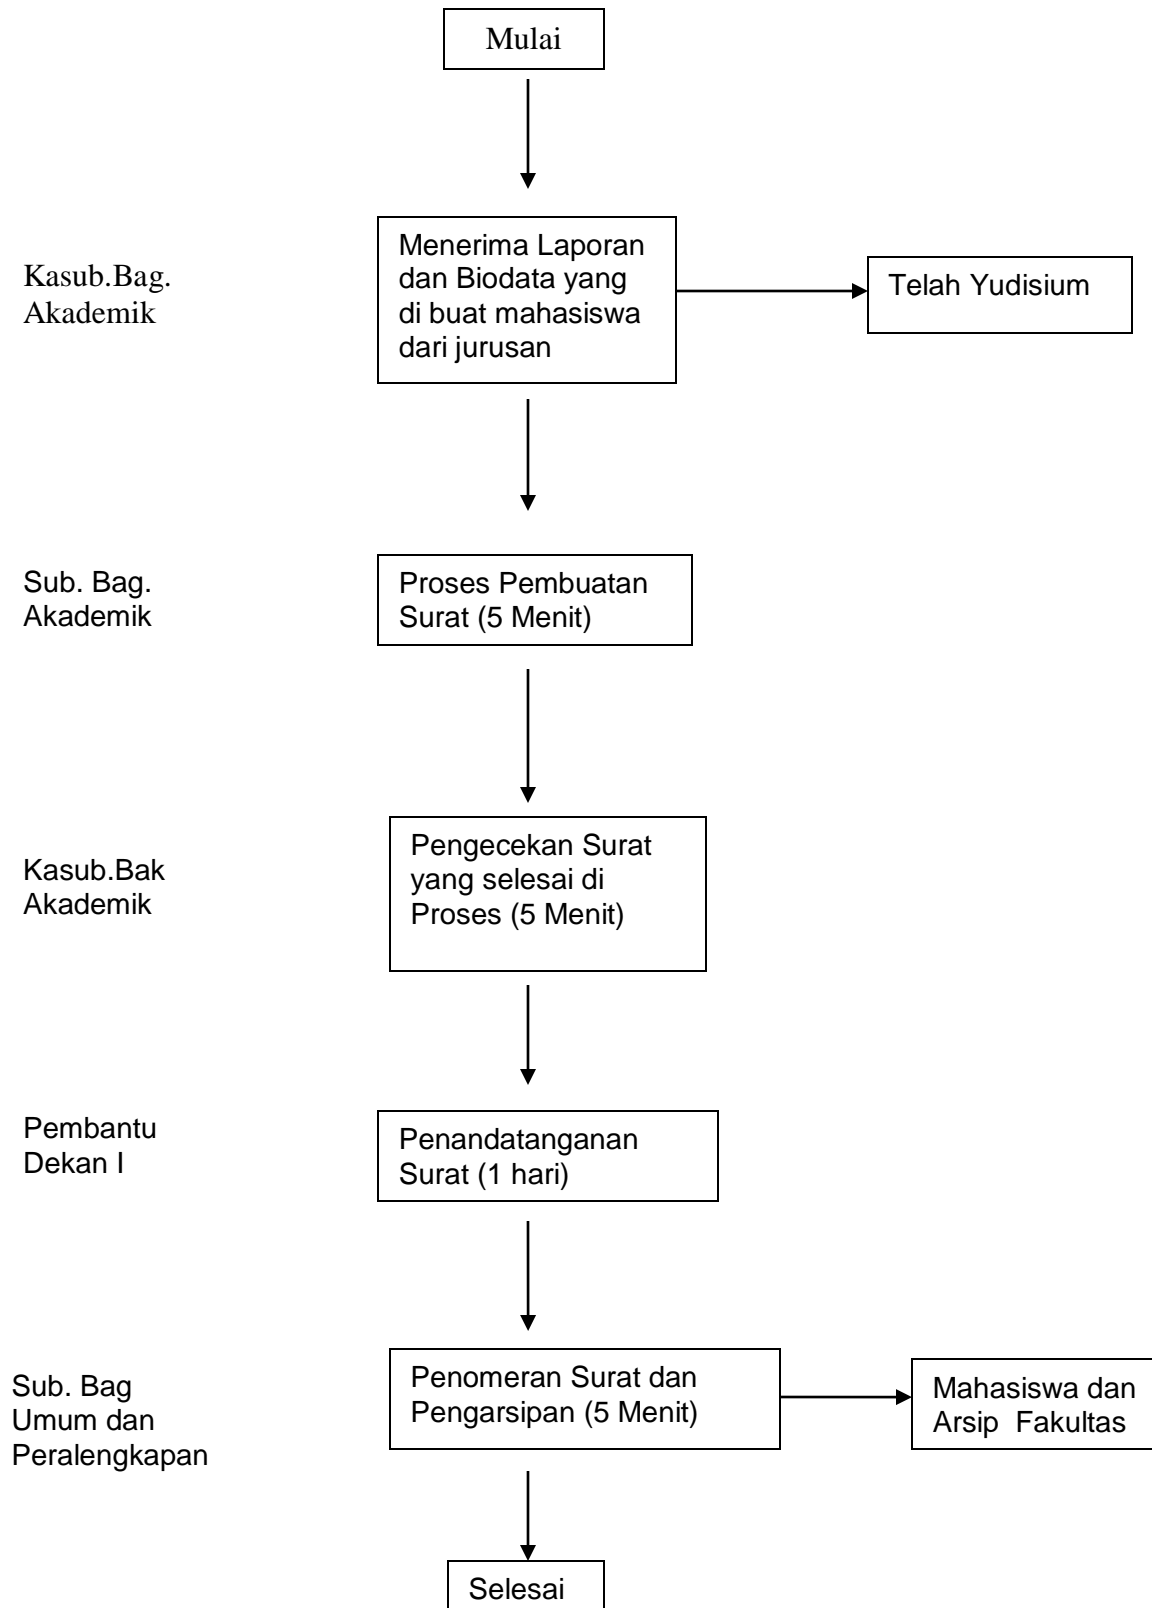 Mulai
Kasub.Bag.
Akademik
Menerima Laporan
dan Biodata yang
di buat mahasiswa
dari jurusan
Telah Yudisium
Sub. Bag.
Akademik
Proses Pembuatan
Surat (5 Menit)
Kasub.Bak
Akademik
Pengecekan Surat
yang selesai di
Proses (5 Menit)
Pembantu
Dekan I
Penandatanganan
Surat (1 hari)
Sub. Bag
Umum dan
Peralengkapan
Penomeran Surat dan
Pengarsipan (5 Menit)
Mahasiswa dan
Arsip  Fakultas
Selesai